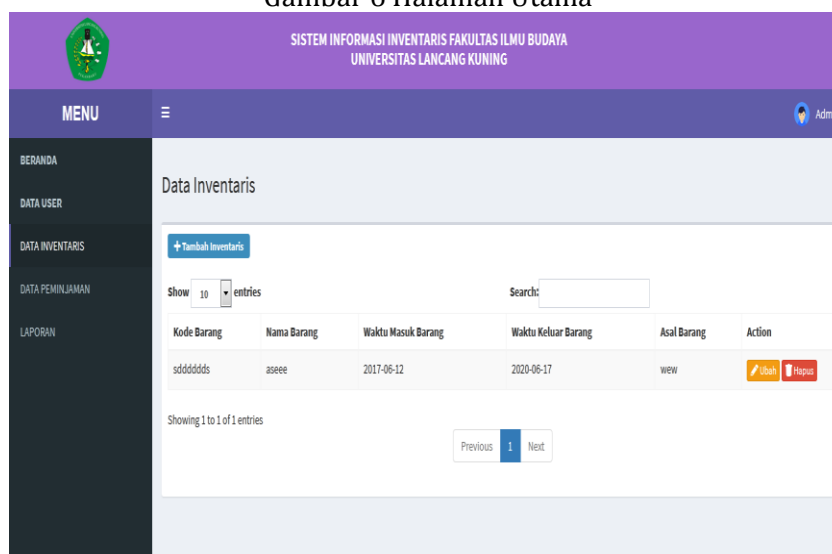 Gambar 6 Halaman Utama
SISTEM INFORMASI INVENTARIS FAKULTAS ILMU BUDAYA
UNIVERSITAS LANCANG KUNING
MENU
Adm
BERANDA
DATA USER
DATA INVENTARIS
DATA PEMINJAMAN
LAPORAN
Data Inventaris
+ Tambah Inventaris
Show 10 entries Search:
Kode Barang Nama Barang Waktu Masuk Barang Waktu Keluar Barang Asal Barang Action
sdddddds aseee 2017-06-12 2020-06-17 wew Ubah Hapus
Showing 1 to 1 of 1 entries
Previous 1 Next